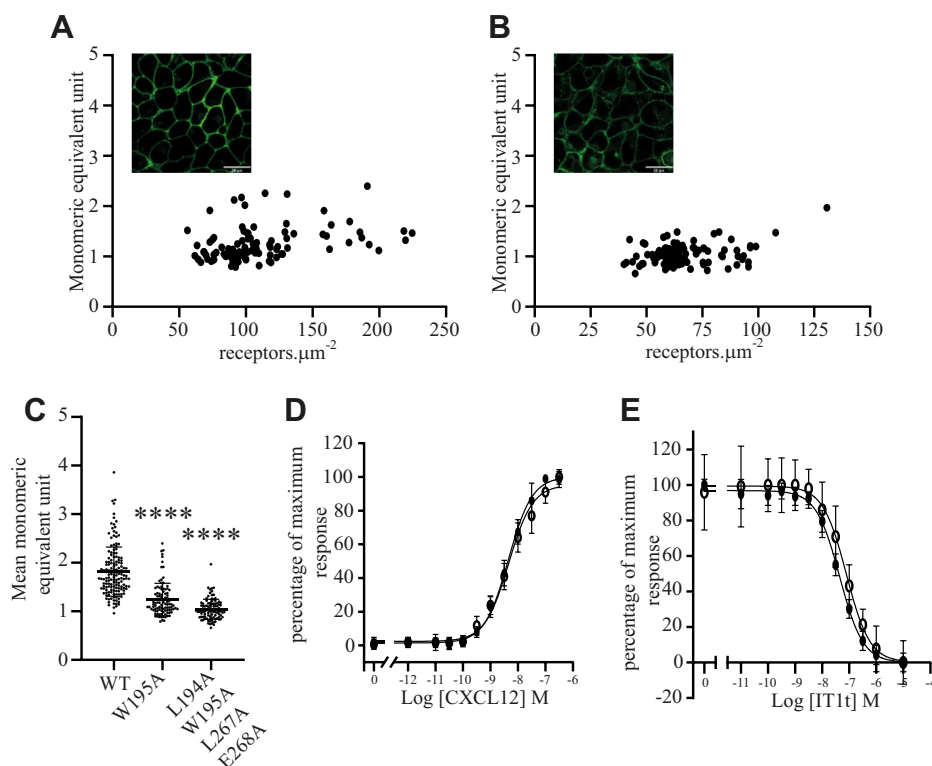 A
B
Monomeric equivalent unit
5
4
3
2
1
0
0
50
100
150
200
250
receptors.μm-2
Monomeric equivalent unit
5
4
3
2
1
0
0
25
50
75
100
125
150
receptors.μm-2
C
D
E
Mean monomeric
equivalent unit
5
4
3
2
1
0
****
****
WT
W195A
L194A
W195A
L267A
E268A
percentage of maximum
response
120
100
80
60
40
20
0
0
-12
-11
-10
-9
-8
-7
-6
Log [CXCL12] M
percentage of maximum
response
120
100
80
60
40
20
0
-20
0
-11
-10
-9
-8
-7
-6
-5
-4
Log [IT1t] M